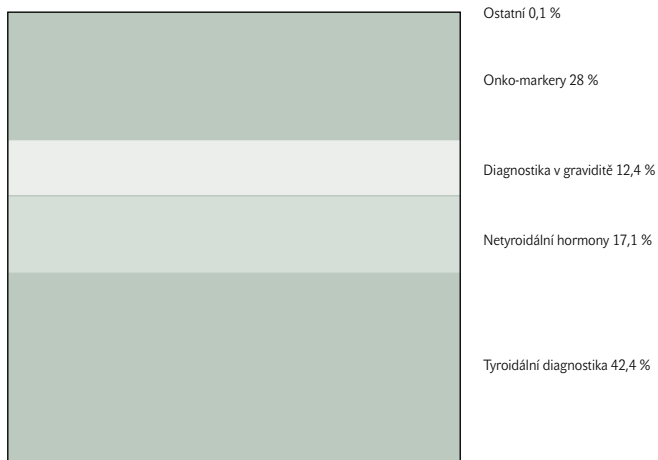 Ostatní 0,1 %
Onko-markery 28 %
Diagnostika v graviditě 12,4 %
Netyroidální hormony 17,1 %
Tyroidální diagnostika 42,4 %